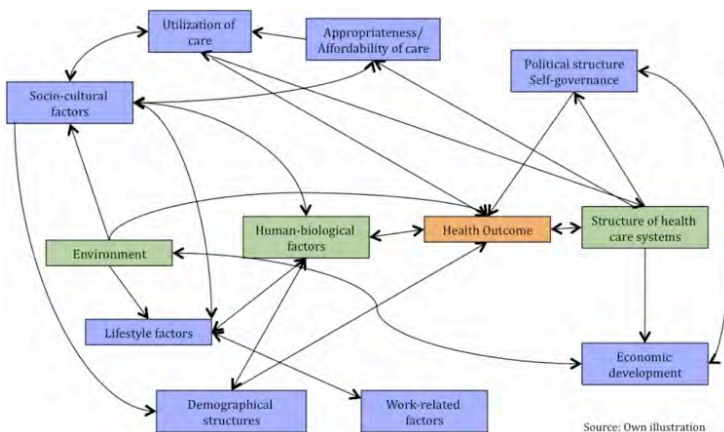 Utilization of
care
Appropriateness/
Affordability of care
Political structure
Self-governance
Socio-cultural
factors
Human-biological
factors
Health Outcome
Structure of health
care systems
Environment
Lifestyle factors
Economic
development
Demographical
structures
Work-related
factors
Source: Own illustration